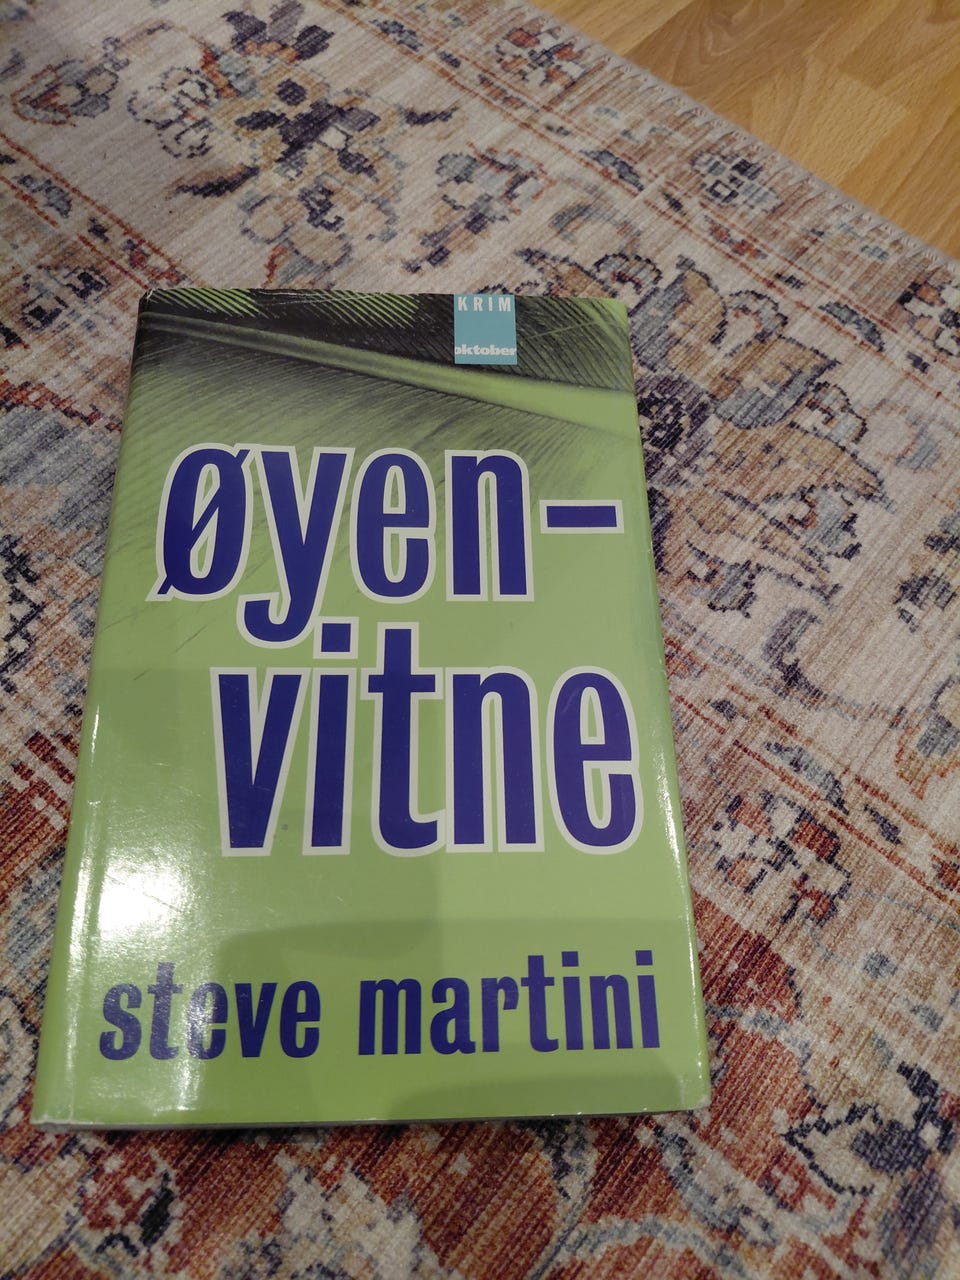 KRIM
oktober
øyen-
vitne
steve martini